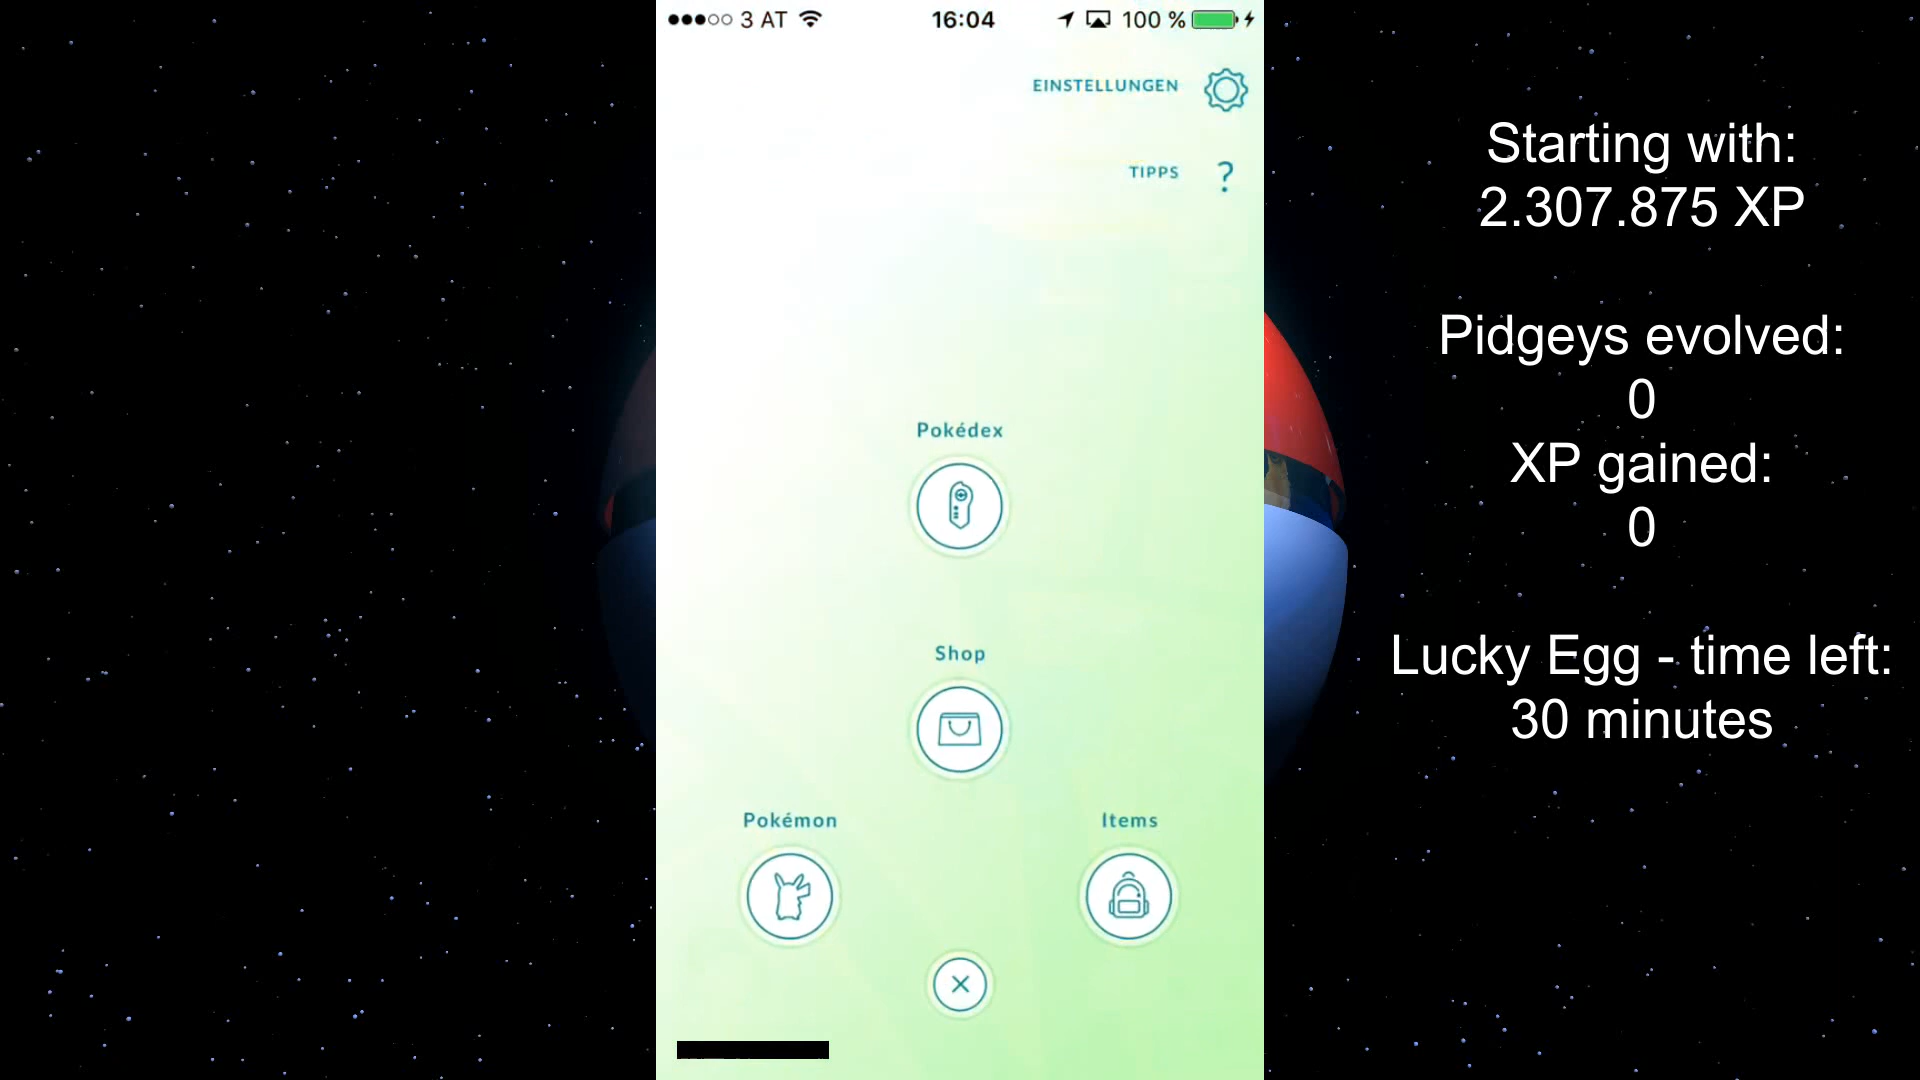 3 AT
16:04
100 %
EINSTELLUNGEN
TIPPS
?
Pokédex
Shop
Pokémon
Items
Starting with:
2.307.875 XP
Pidgeys evolved:
0
XP gained:
0
Lucky Egg - time left:
30 minutes